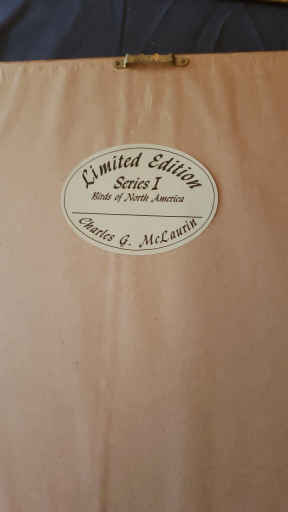 Limited Edition
Series I
Birds of North America
Charles G. McLaurin